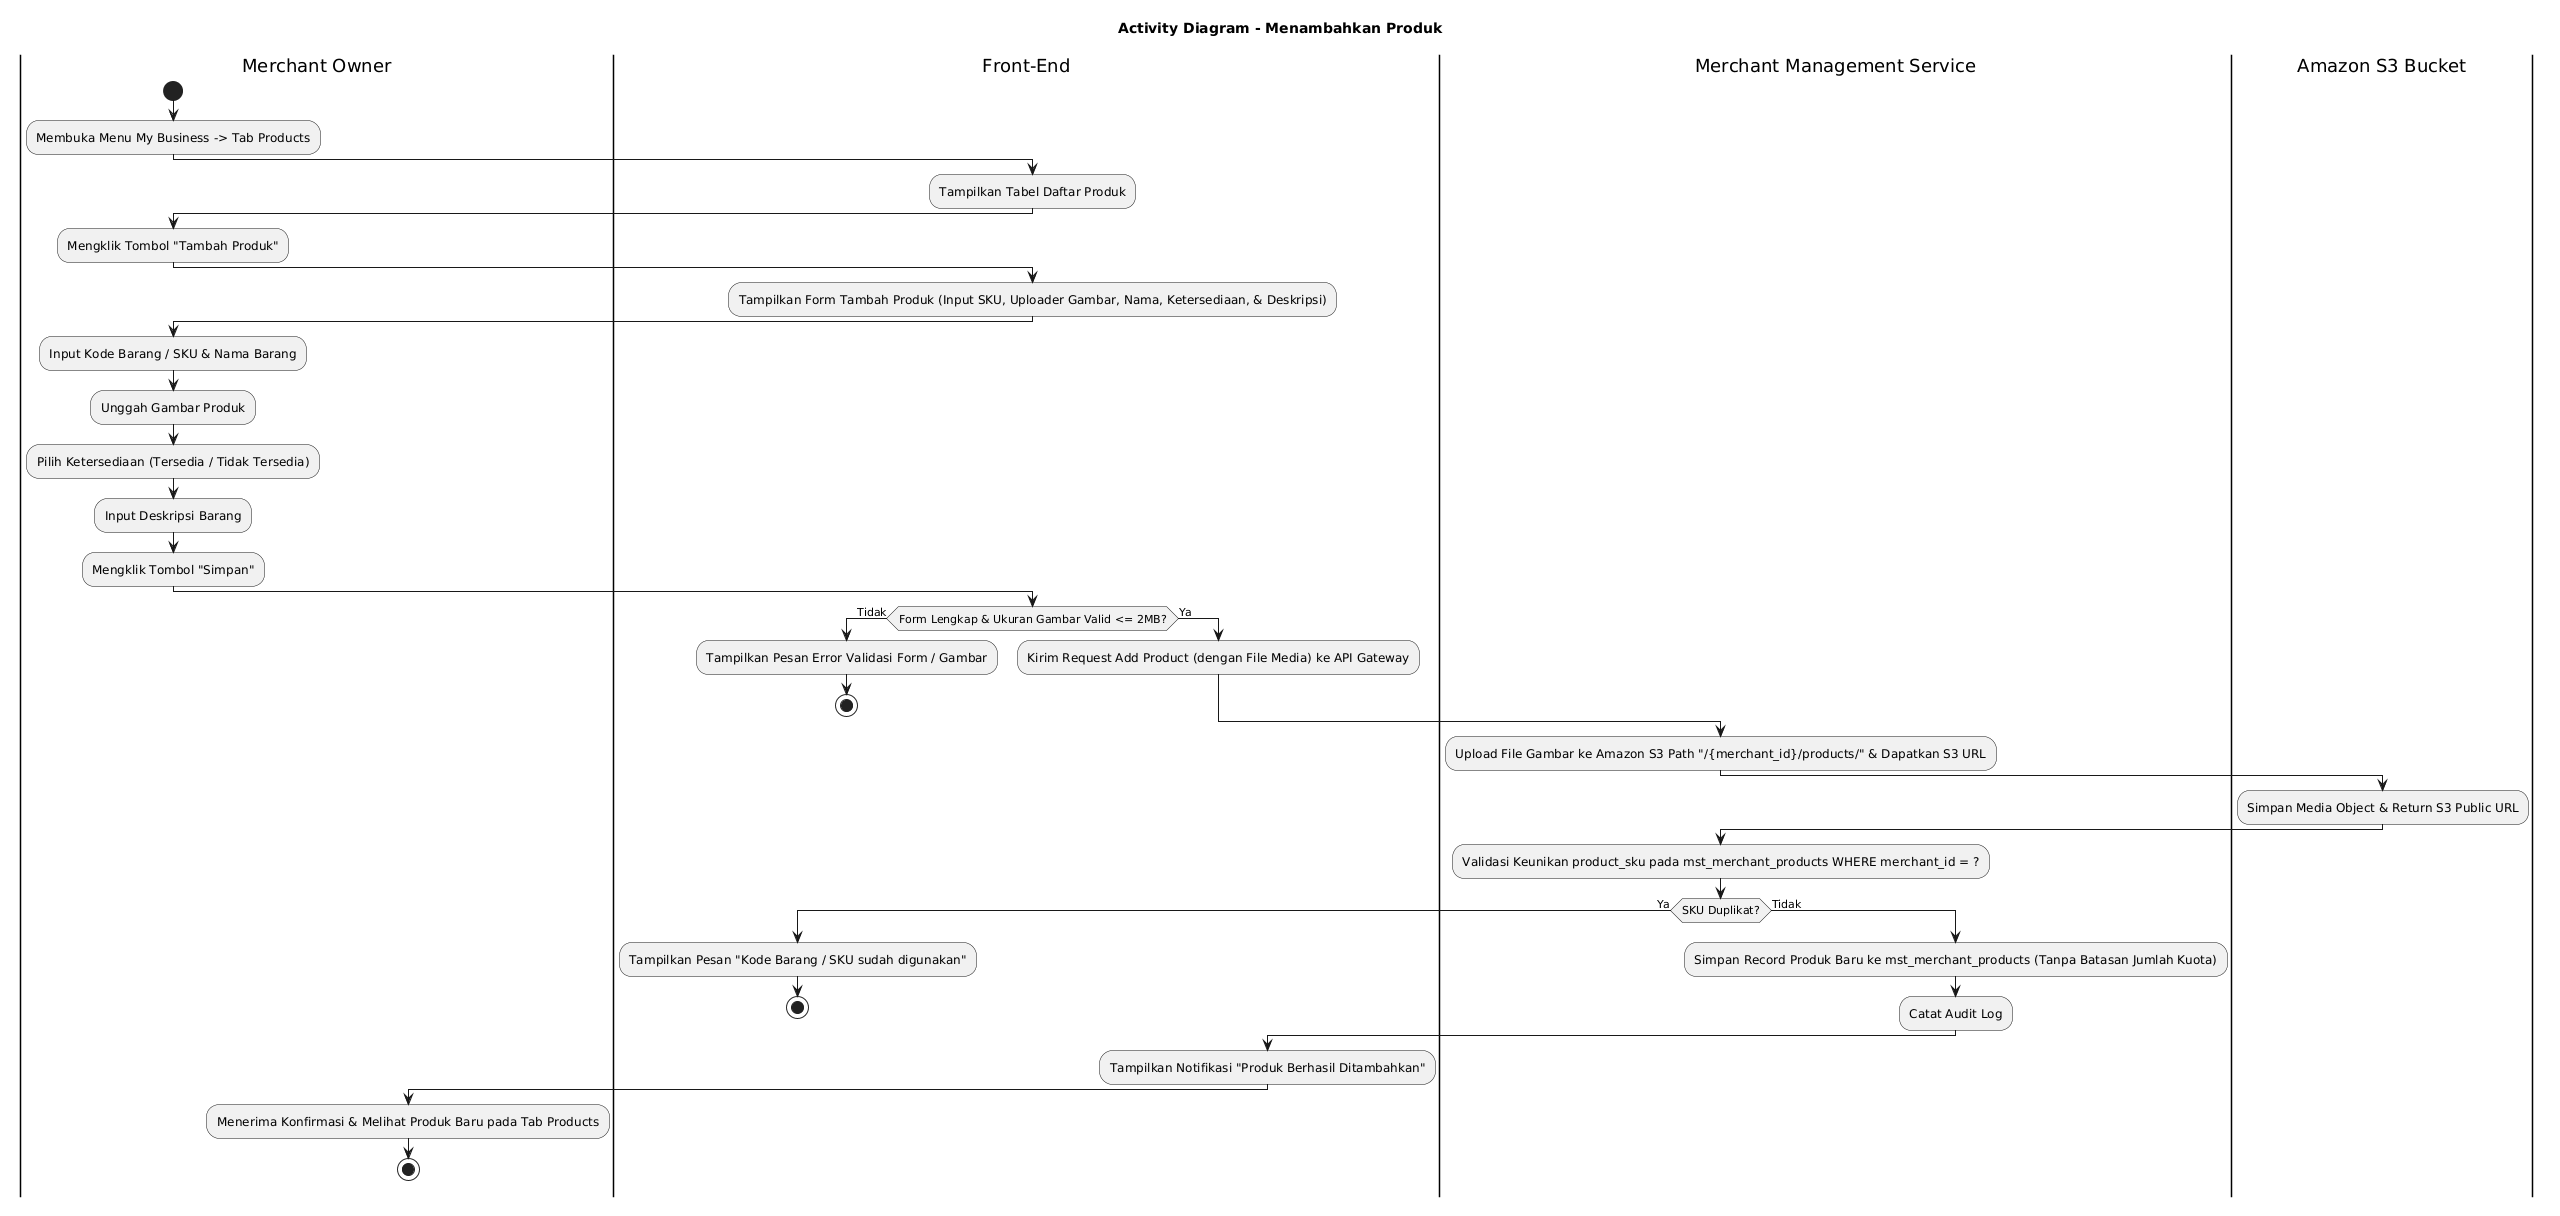 Activity Diagram - Menambahkan Produk
Merchant Owner
Front-End
Merchant Management Service
Amazon S3 Bucket
Membuka Menu My Business -> Tab Products
Tampilkan Tabel Daftar Produk
Mengklik Tombol "Tambah Produk"
Tampilkan Form Tambah Produk (Input SKU, Uploader Gambar, Nama, Ketersediaan, & Deskripsi)
Input Kode Barang / SKU & Nama Barang
Unggah Gambar Produk
Pilih Ketersediaan (Tersedia / Tidak Tersedia)
Input Deskripsi Barang
Mengklik Tombol "Simpan"
Tidak
Form Lengkap & Ukuran Gambar Valid <= 2MB?
Ya
Tampilkan Pesan Error Validasi Form / Gambar
Kirim Request Add Product (dengan File Media) ke API Gateway
Upload File Gambar ke Amazon S3 Path "/{merchant_id}/products/" & Dapatkan S3 URL
Simpan Media Object & Return S3 Public URL
Validasi Keunikan product_sku pada mst_merchant_products WHERE merchant_id = ?
Ya
SKU Duplikat?
Tidak
Tampilkan Pesan "Kode Barang / SKU sudah digunakan"
Simpan Record Produk Baru ke mst_merchant_products (Tanpa Batasan Jumlah Kuota)
Catat Audit Log
Tampilkan Notifikasi "Produk Berhasil Ditambahkan"
Menerima Konfirmasi & Melihat Produk Baru pada Tab Products